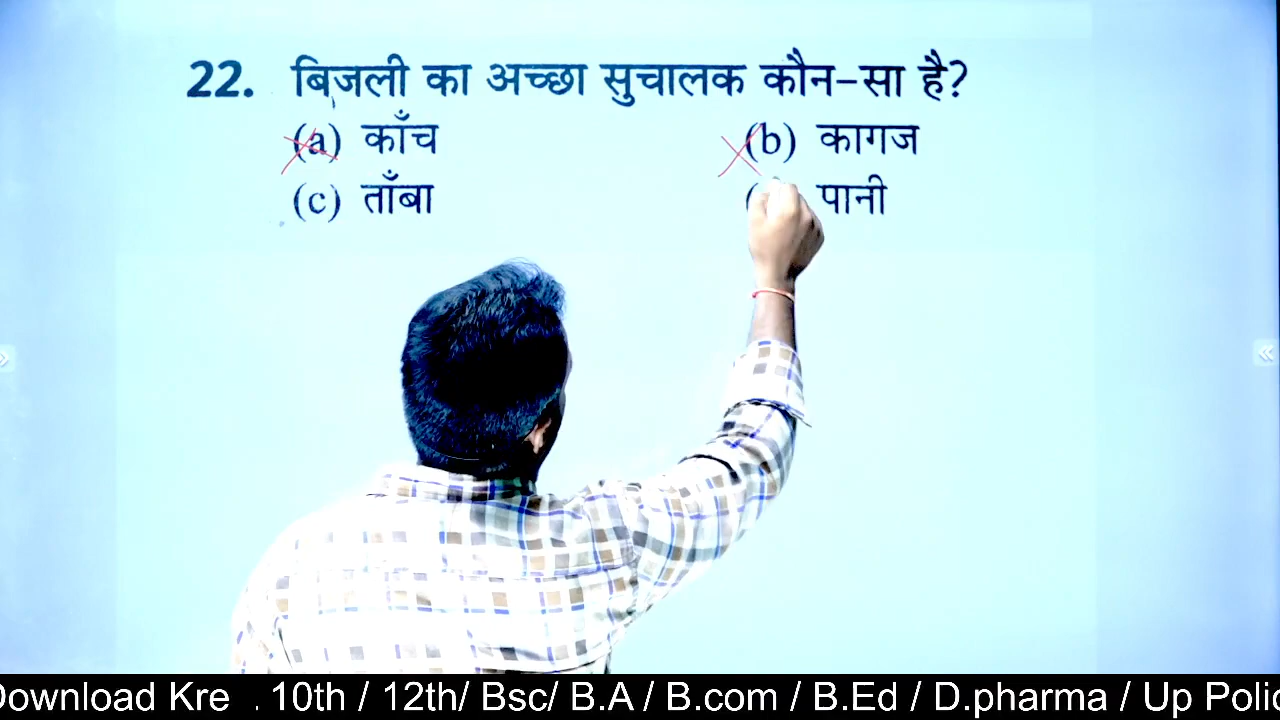 22. बिजली का अच्छा सुचालक कौन-सा है?
(a) काँच (b) कागज
(c) ताँबा ( पानी
Download Kre . 10th / 12th/ Bsc/ B.A / B.com / B.Ed / D.pharma / Up Polic